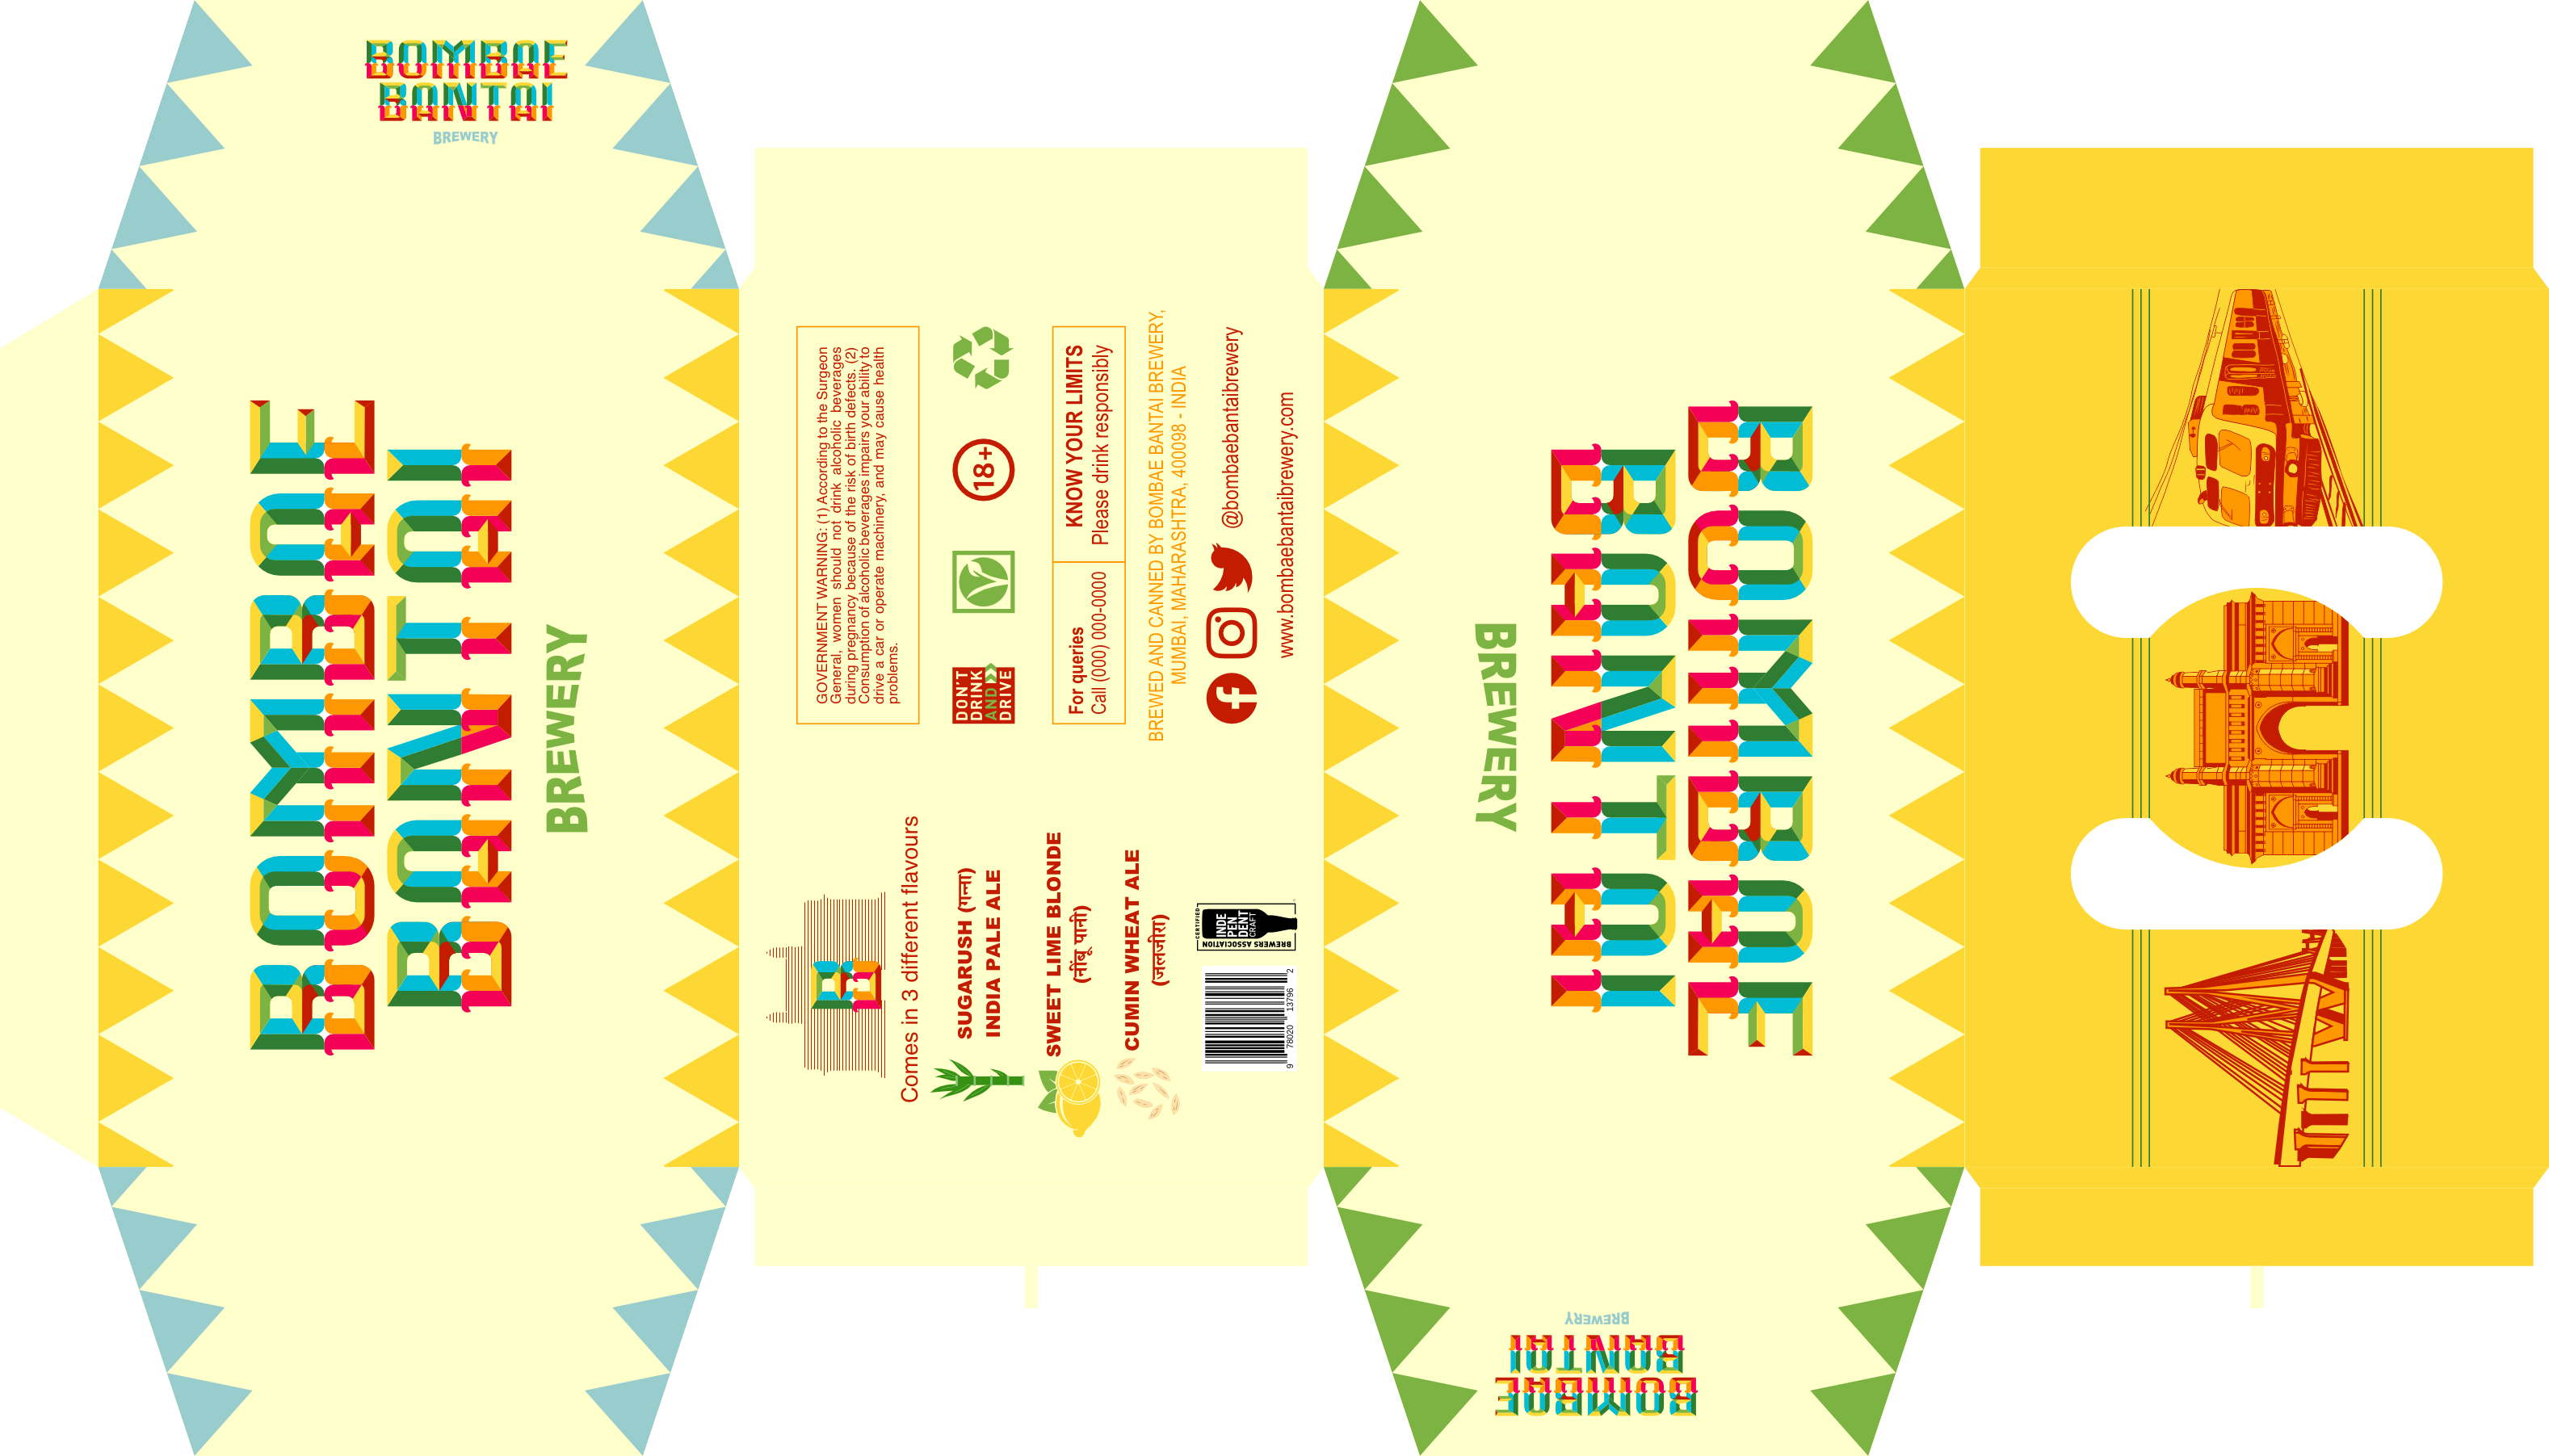 BOMBAE
BANTAI
BREWERY
BOMBAE
BANTAI
BREWERY
GOVERNMENT WARNING: (1) According to the Surgeon
General, women should not drink alcoholic beverages
during pregnancy because of the risk of birth defects. (2)
Consumption of alcoholic beverages impairs your ability to
drive a car or operate machinery, and may cause health
problems.
DON'T
DRINK
AND
DRIVE
18+
For queries
Call (000) 000-0000
KNOW YOUR LIMITS
Please drink responsibly
BREWED AND CANNED BY BOMBAE BANTAI BREWERY,
MUMBAI, MAHARASHTRA, 400098 - INDIA
@bombaebantaibrewery
www.bombaebantaibrewery.com
B
Comes in 3 different flavours
SUGARUSH (गन्ना)
INDIA PALE ALE
SWEET LIME BLONDE
(नींबू पानी)
CUMIN WHEAT ALE
(जलजीरा)
CERTIFIED
INDE
PEN
DENT
CRAFT
BREWERS ASSOCIATION
9 78020 13796 2
BOMBAE
BANTAI
BREWERY
BOMBAE
BANTAI
BREWERY